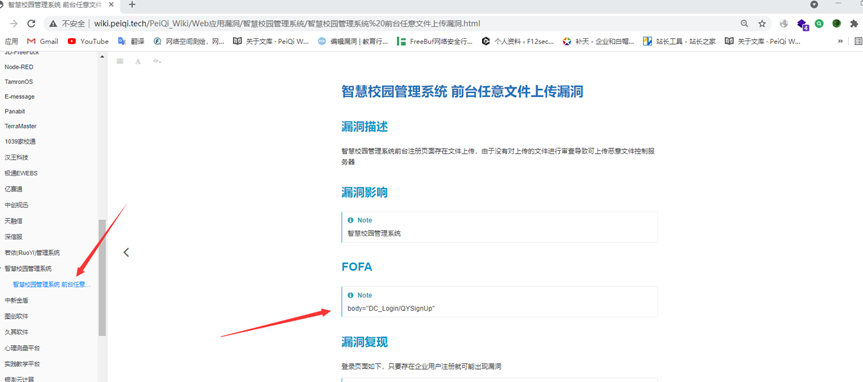 智慧校园管理系统 前台任意文件
不安全 wiki.peiqi.tech/PeiQi_Wiki/Web应用漏洞/智慧校园管理系统/智慧校园管理系统%20前台任意文件上传漏洞.html
应用 Gmail YouTube 翻译 网络空间测绘，网... 关于文库 · PeiQi W... 编辑漏洞 | 教育行... FreeBuf网络安全行... 个人资料 - F12sec... 补天 - 企业和白帽... 站长工具 - 站长之家 关于文库 · PeiQi W... »
Node-RED
TamronOS
E-message
Panabit
TerraMaster
1039家校通
汉王科技
极通EWEBS
亿赛通
中创视迅
天融信
深信服
若依(RuoYi)管理系统
智慧校园管理系统
智慧校园管理系统 前台任意...
中新金盾
图创软件
久其软件
心理测量平台
实践教学平台
智慧校园管理系统 前台任意文件上传漏洞
漏洞描述
智慧校园管理系统前台注册页面存在文件上传，由于没有对上传的文件进行审查导致可上传恶意文件控制服
务器
漏洞影响
Note
智慧校园管理系统
FOFA
Note
body="DC_Login/QYSignUp"
漏洞复现
登录页面如下，只要存在企业用户注册就可能出现漏洞